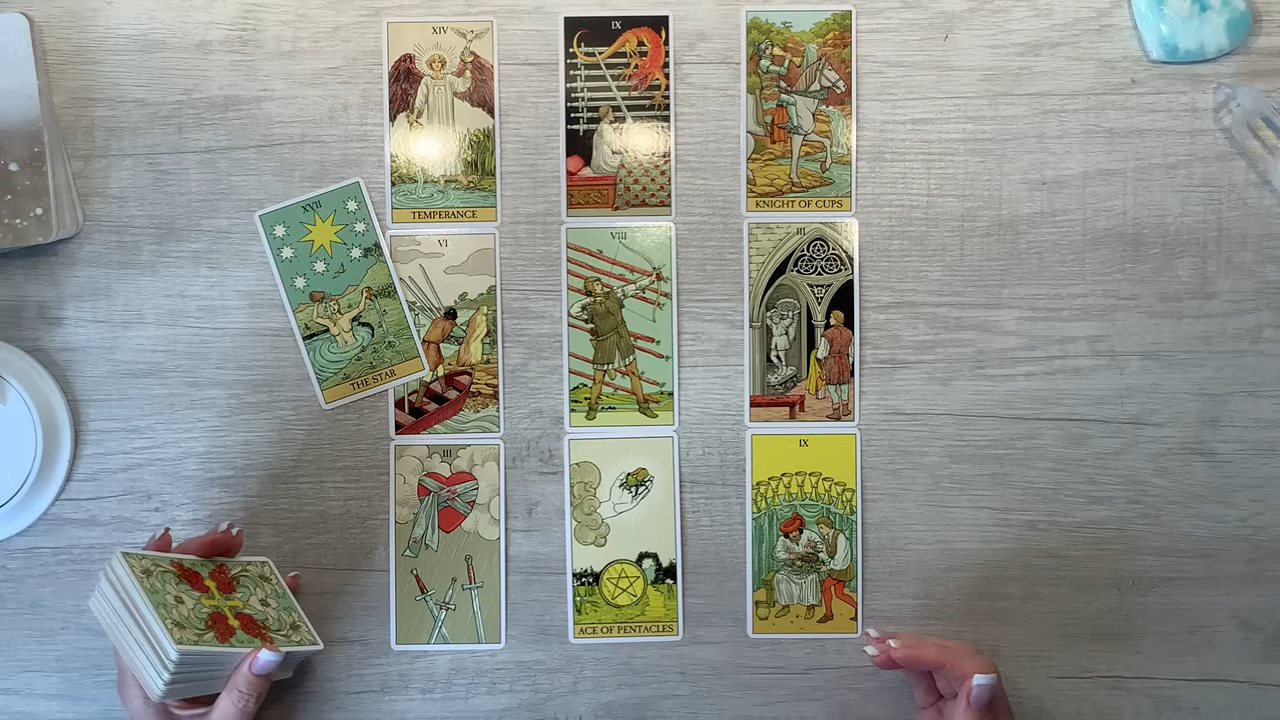 XIV
TEMPERANCE
IX
KNIGHT OF CUPS
XVII
THE STAR
VI
VIII
III
III
ACE OF PENTACLES
IX